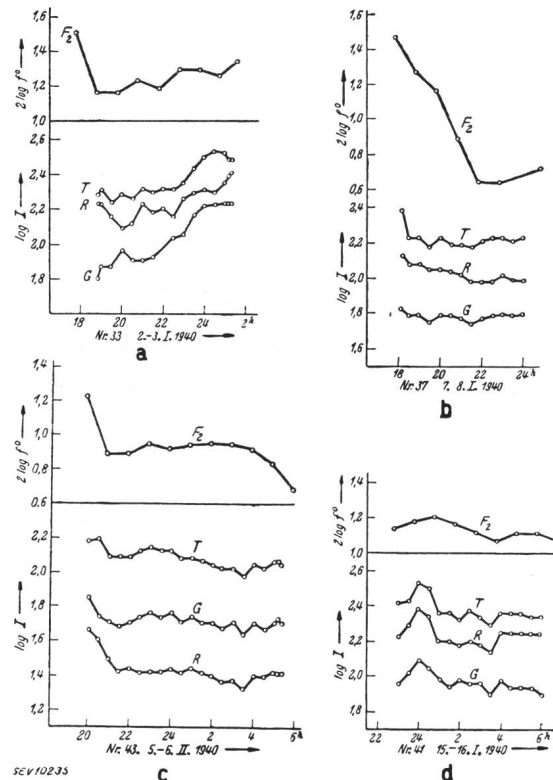 1,6
1,4
1,2
1,0
2 log f°
F₂
2,6
2,4
2,2
2,0
1,8
log I
T
R
G
18 20 22 24 2ʰ
Nr. 33 2.-3. I. 1940
a
1,6
1,4
1,2
1,0
0,8
0,6
2 log f°
F₂
2,4
2,2
2,0
1,8
1,6
log I
T
R
G
18 20 22 24ʰ
Nr. 37 7. 8. I. 1940
b
1,4
1,2
1,0
0,8
0.6
2 log f°
F₂
2,2
2,0
1,8
1,6
1,4
log I
T
G
R
20 22 24 2 4 6ʰ
Nr. 43. 5.-6. II. 1940
c
1,4
1,2
1,0
2 log f°
F₂
2,6
2,4
2,2
2,0
1,8
log I
T
R
G
22 24 2 4 6ʰ
Nr. 41 15.-16. I. 1940
d
SEV10235